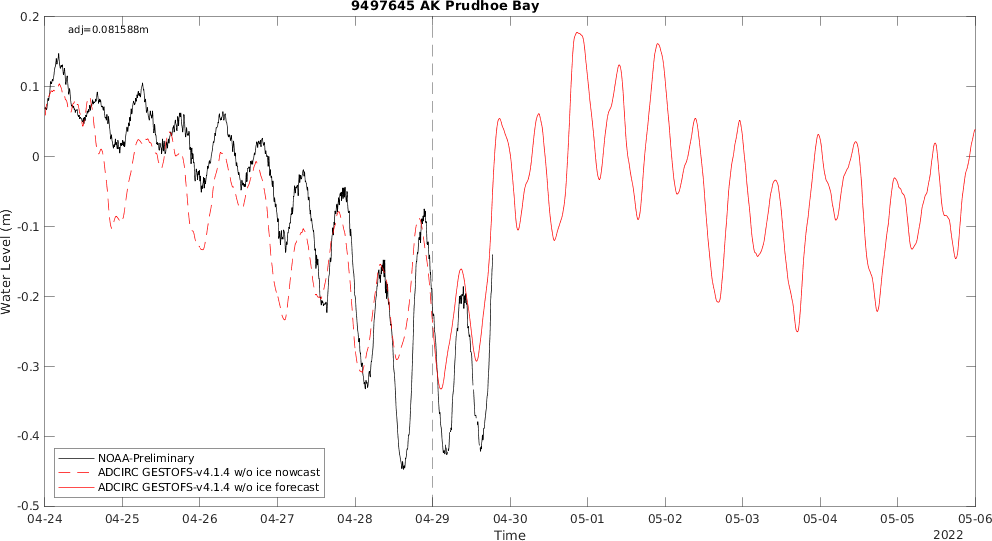 9497645 AK Prudhoe Bay
adj=0.081588m
0.2
0.1
0
-0.1
-0.2
-0.3
-0.4
-0.5
Water Level (m)
NOAA-Preliminary
ADCIRC GESTOFS-v4.1.4 w/o ice nowcast
ADCIRC GESTOFS-v4.1.4 w/o ice forecast
04-24 04-25 04-26 04-27 04-28 04-29 04-30 05-01 05-02 05-03 05-04 05-05 05-06
Time
2022